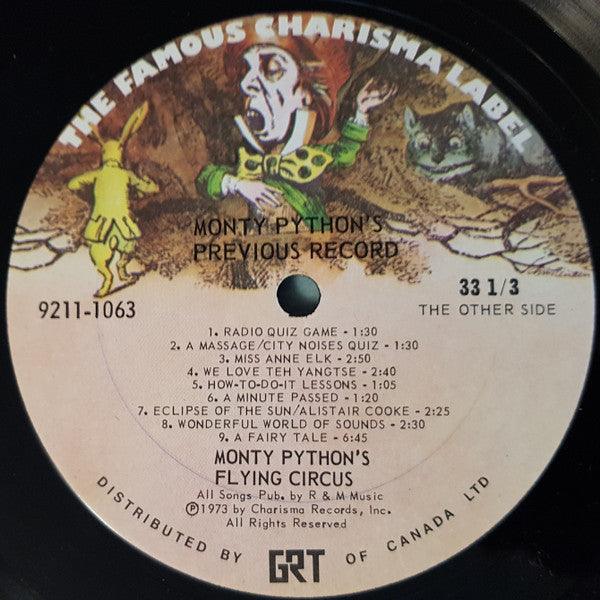 THE FAMOUS CHARISMA LABEL
MONTY PYTHON'S
PREVIOUS RECORD
9211-1063
33 1/3
THE OTHER SIDE
1. RADIO QUIZ GAME - 1:30
2. A MASSAGE/CITY NOISES QUIZ - 1:30
3. MISS ANNE ELK - 2:50
4. WE LOVE TEH YANGTSE - 2:40
5. HOW-TO-DO-IT LESSONS - 1:05
6. A MINUTE PASSED - 1:20
7. ECLIPSE OF THE SUN/ALISTAIR COOKE - 2:25
8. WONDERFUL WORLD OF SOUNDS - 2:30
9. A FAIRY TALE - 6:45
MONTY PYTHON'S
FLYING CIRCUS
All Songs Pub. by R & M Music
℗1973 by Charisma Records, Inc.
All Rights Reserved
DISTRIBUTED BY GRT OF CANADA LTD